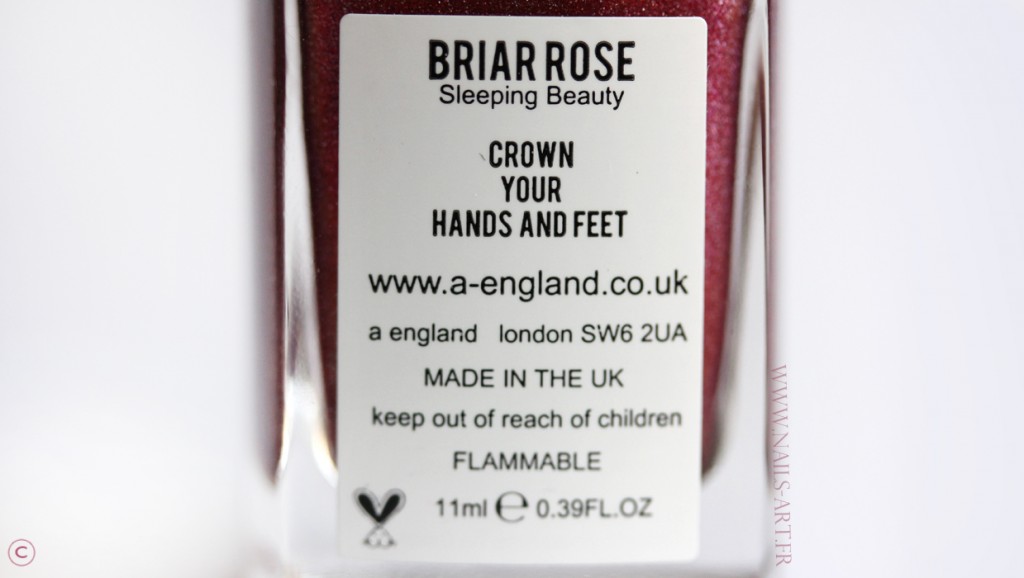 BRIAR ROSE
Sleeping Beauty
CROWN
YOUR
HANDS AND FEET
www.a-england.co.uk
a england london SW6 2UA
MADE IN THE UK
keep out of reach of children
FLAMMABLE
11ml ℮ 0.39FL.OZ
WWW.NAILS-ART.FR
©